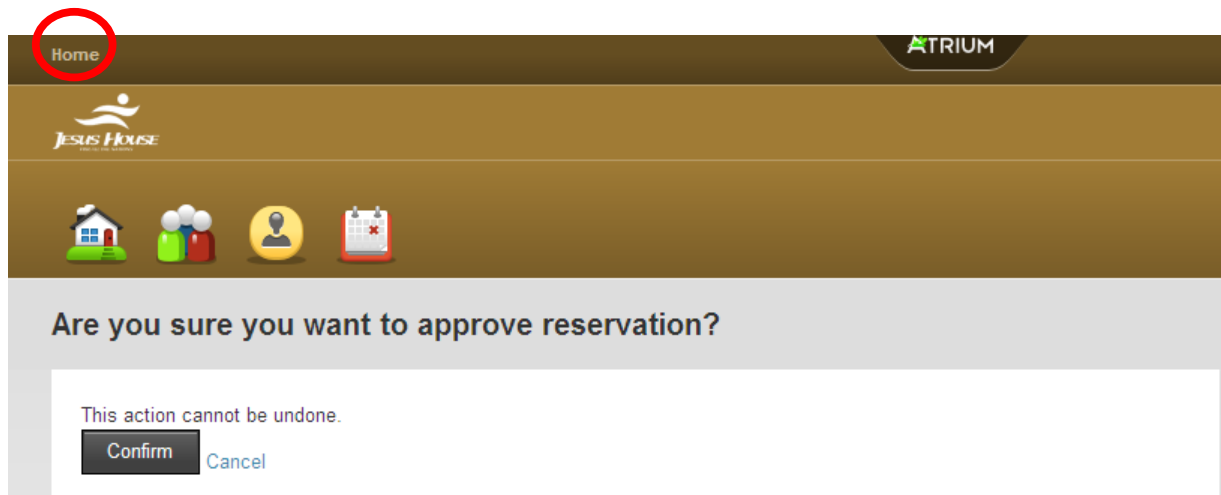 Home
ATRIUM
JESUS HOUSE
Are you sure you want to approve reservation?
This action cannot be undone.
Confirm
Cancel